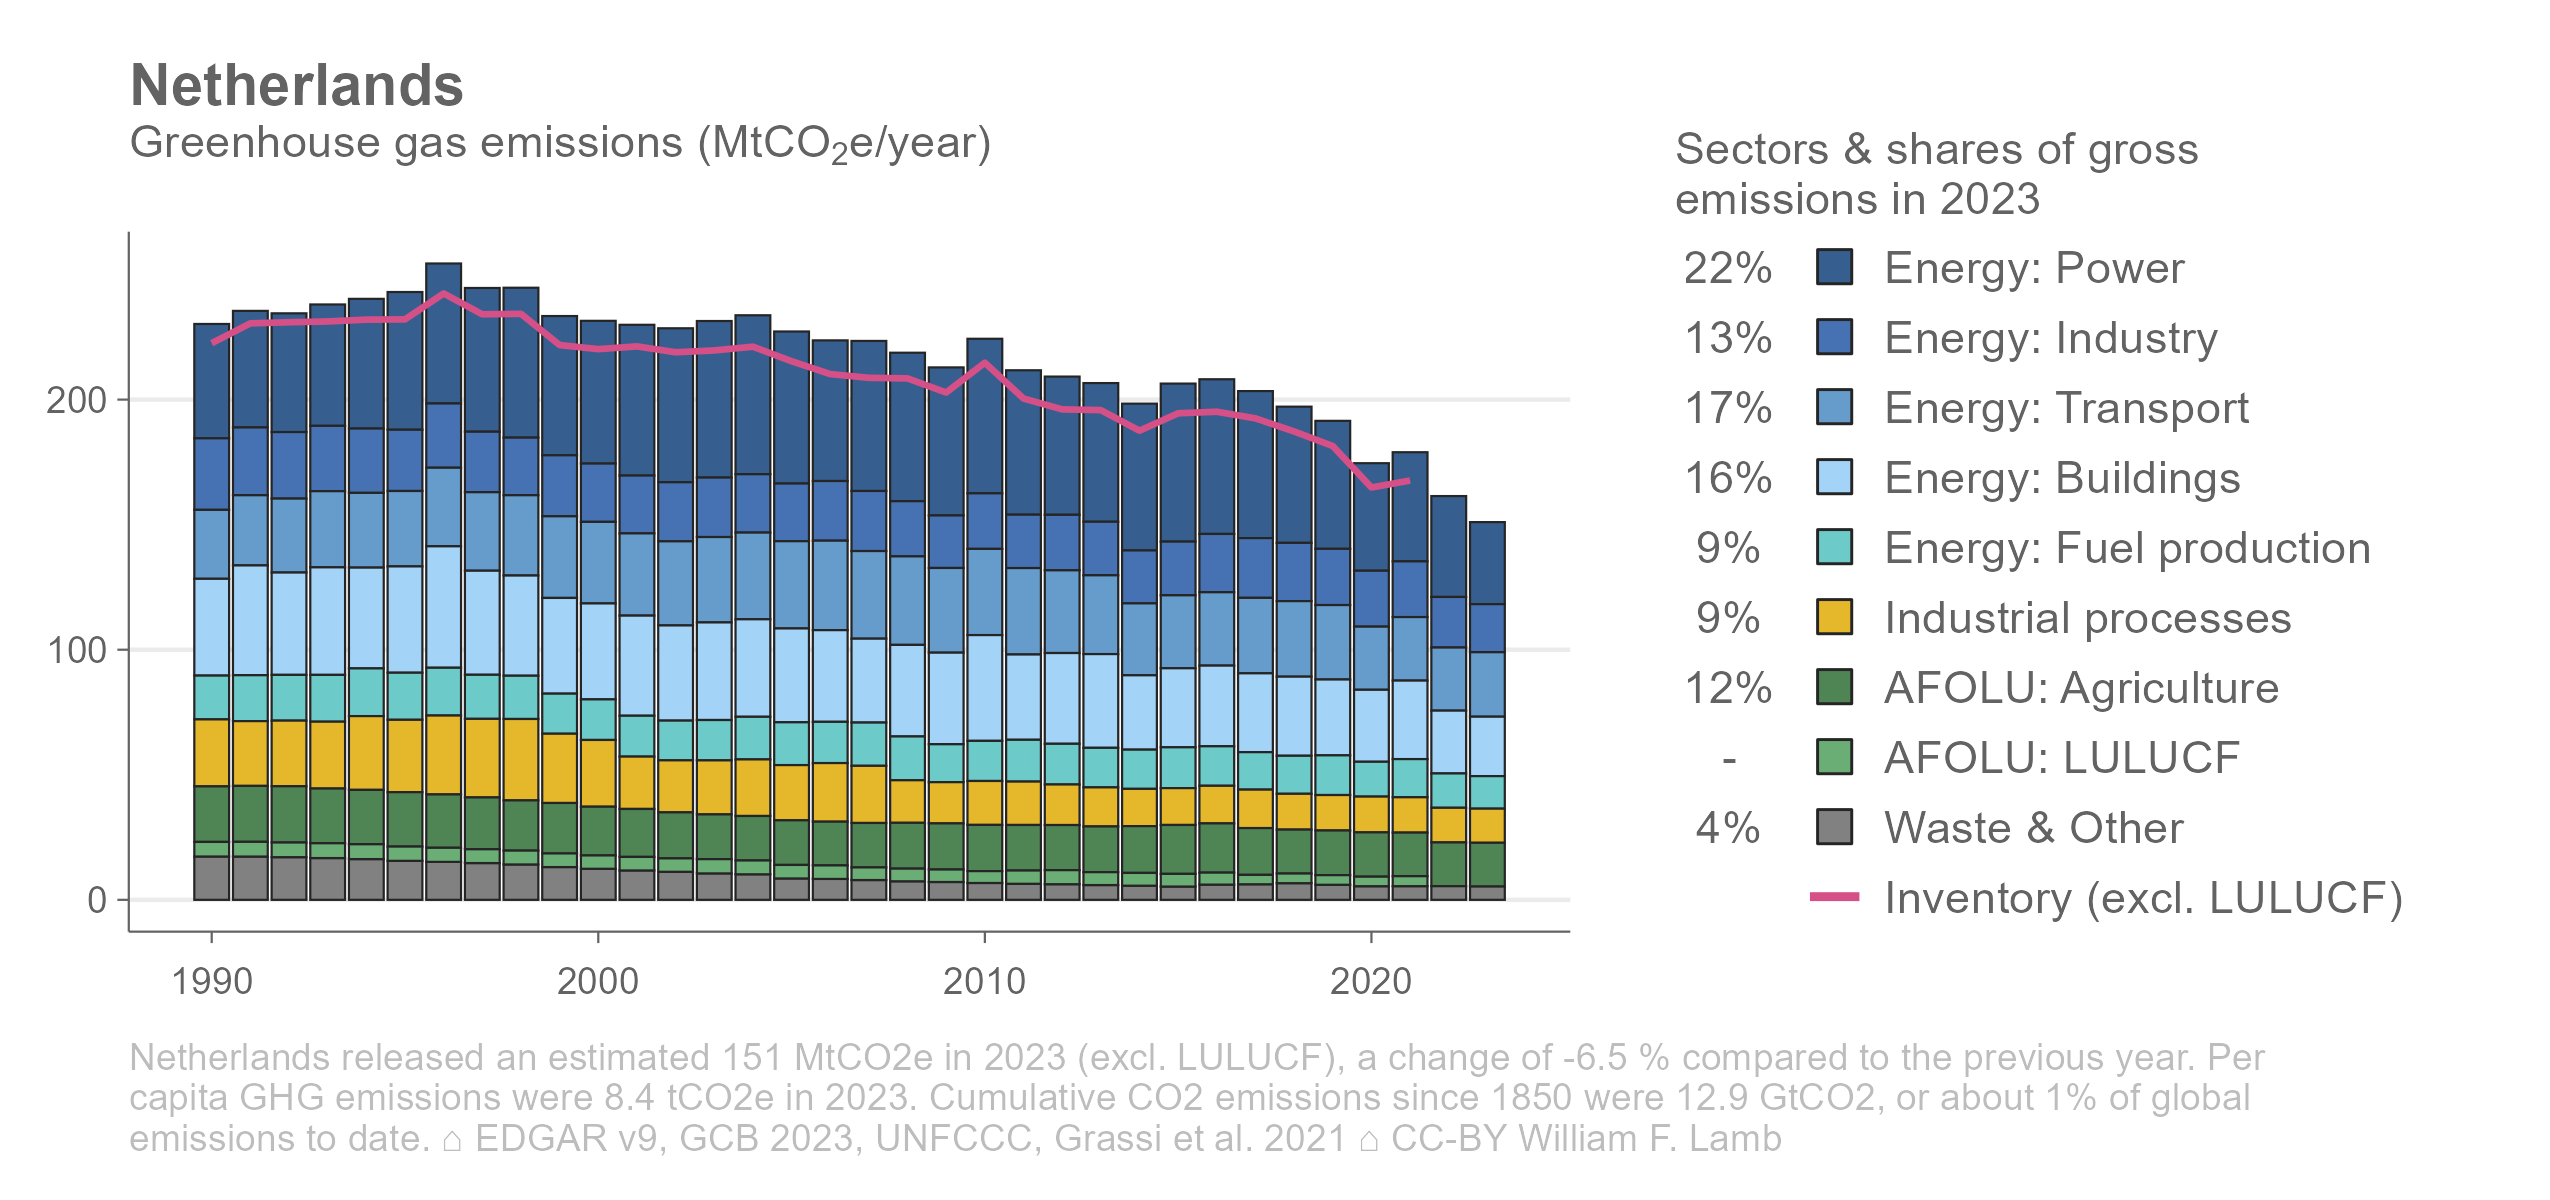 Netherlands
Greenhouse gas emissions (MtCO₂e/year)
Sectors & shares of gross
emissions in 2023
22% Energy: Power
13% Energy: Industry
17% Energy: Transport
16% Energy: Buildings
9% Energy: Fuel production
9% Industrial processes
12% AFOLU: Agriculture
- AFOLU: LULUCF
4% Waste & Other
Inventory (excl. LULUCF)
200
100
0
1990 2000 2010 2020
Netherlands released an estimated 151 MtCO2e in 2023 (excl. LULUCF), a change of -6.5 % compared to the previous year. Per
capita GHG emissions were 8.4 tCO2e in 2023. Cumulative CO2 emissions since 1850 were 12.9 GtCO2, or about 1% of global
emissions to date. ⌂ EDGAR v9, GCB 2023, UNFCCC, Grassi et al. 2021 ⌂ CC-BY William F. Lamb